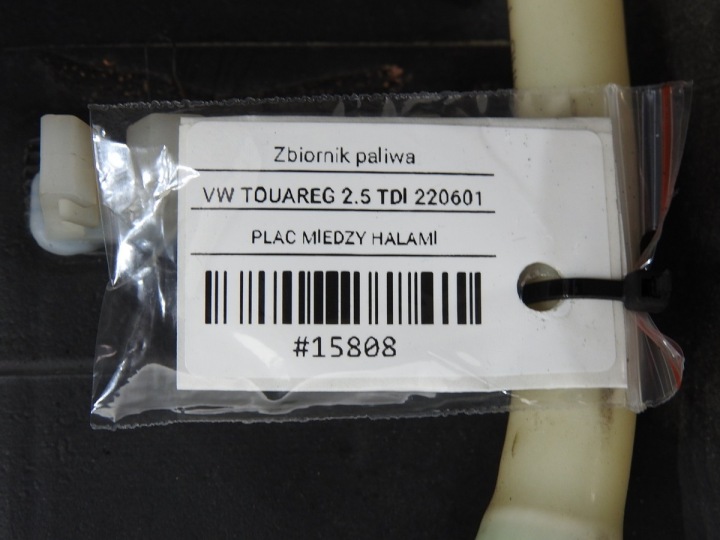 Zbiornik paliwa
VW TOUAREG 2.5 TDI 220601
PLAC MIEDZY HALAMI
#15808